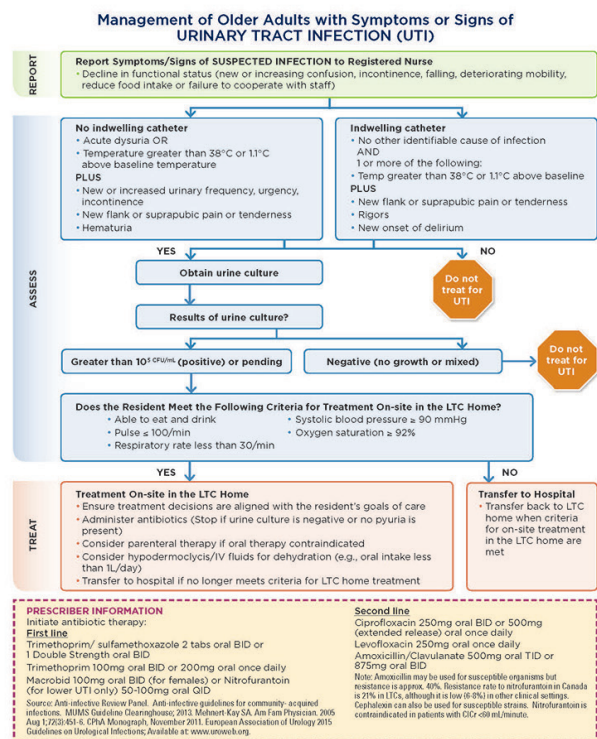 Management of Older Adults with Symptoms or Signs of
URINARY TRACT INFECTION (UTI)
REPORT
Report Symptoms/Signs of SUSPECTED INFECTION to Registered Nurse
• Decline in functional status (new or increasing confusion, incontinence, falling, deteriorating mobility,
reduce food intake or failure to cooperate with staff)
ASSESS
No indwelling catheter
• Acute dysuria OR
• Temperature greater than 38°C or 1.1°C
above baseline temperature
PLUS
• New or increased urinary frequency, urgency,
incontinence
• New flank or suprapubic pain or tenderness
• Hematuria
Indwelling catheter
• No other identifiable cause of infection
AND
1 or more of the following:
• Temp greater than 38°C or 1.1°C above baseline
PLUS
• New flank or suprapubic pain or tenderness
• Rigors
• New onset of delirium
YES
NO
Obtain urine culture
Do not
treat for
UTI
Results of urine culture?
Greater than 10⁵ CFU/mL (positive) or pending
Negative (no growth or mixed)
Do not
treat for
UTI
Does the Resident Meet the Following Criteria for Treatment On-site in the LTC Home?
• Able to eat and drink
• Pulse ≤ 100/min
• Respiratory rate less than 30/min
• Systolic blood pressure ≥ 90 mmHg
• Oxygen saturation ≥ 92%
YES
NO
TREAT
Treatment On-site in the LTC Home
• Ensure treatment decisions are aligned with the resident's goals of care
• Administer antibiotics (Stop if urine culture is negative or no pyuria is
present)
• Consider parenteral therapy if oral therapy contraindicated
• Consider hypodermoclycis/IV fluids for dehydration (e.g., oral intake less
than 1L/day)
• Transfer to hospital if no longer meets criteria for LTC home treatment
Transfer to Hospital
• Transfer back to LTC
home when criteria
for on-site treatment
in the LTC home are
met
PRESCRIBER INFORMATION
Initiate antibiotic therapy:
First line
Trimethoprim/ sulfamethoxazole 2 tabs oral BID or
1 Double Strength oral BID
Trimethoprim 100mg oral BID or 200mg oral once daily
Macrobid 100mg oral BID (for females) or Nitrofurantoin
(for lower UTI only) 50-100mg oral QID
Source: Anti-infective Review Panel. Anti-infective guidelines for community- acquired
infections. MUMS Guideline Clearinghouse; 2013. Mehnert-Kay SA. Am Fam Physician. 2005
Aug 1;72(3):451-6. CPhA Monograph, November 2011. European Association of Urology 2015
Guidelines on Urological Infections; Available at: www.uroweb.org.
Second line
Ciprofloxacin 250mg oral BID or 500mg
(extended release) oral once daily
Levofloxacin 250mg oral once daily
Amoxicillin/Clavulanate 500mg oral TID or
875mg oral BID
Note: Amoxicillin may be used for susceptible organisms but
resistance is approx. 40%. Resistance rate to nitrofurantoin in Canada
is 21% in LTCs, although it is low (6-8%) in other clinical settings.
Cephalexin can also be used for susceptible strains. Nitrofurantoin is
contraindicated in patients with ClCr <60 mL/minute.